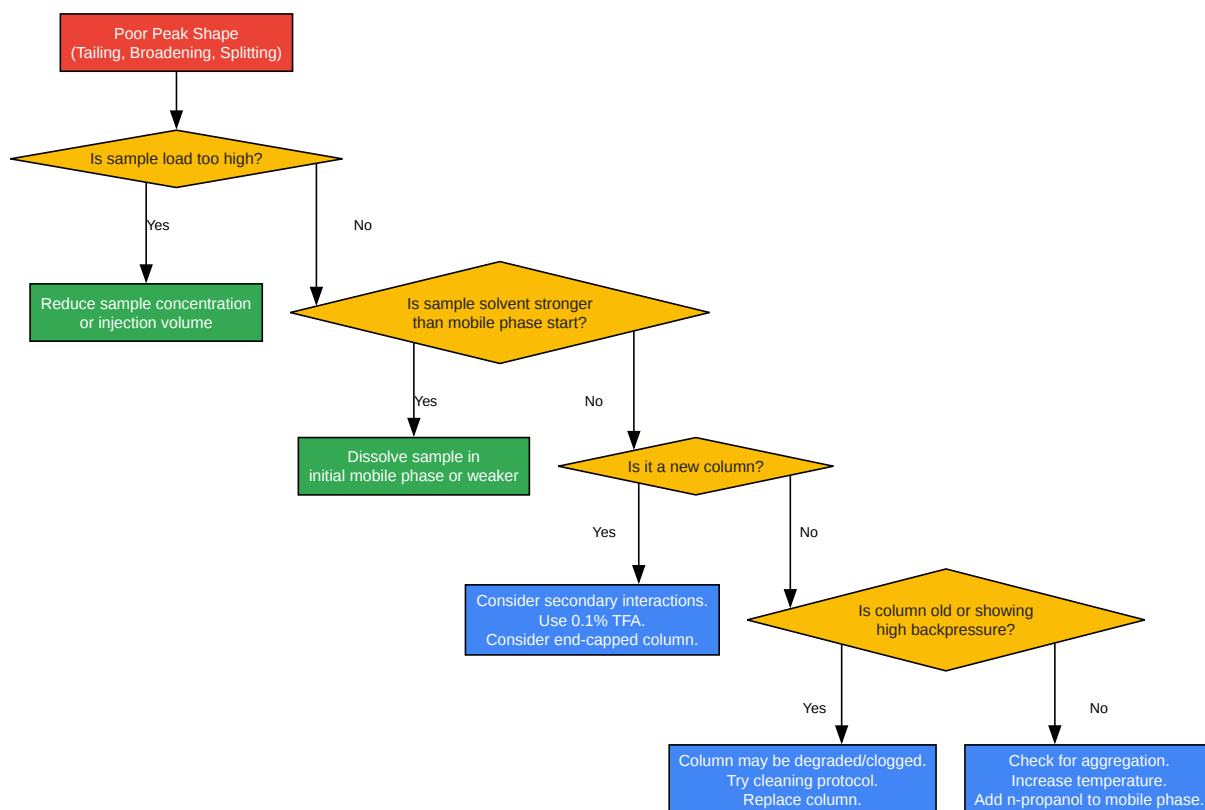 Poor Peak Shape
(Tailing, Broadening, Splitting)
Is sample load too high?
Yes
No
Reduce sample concentration
or injection volume
Is sample solvent stronger
than mobile phase start?
Yes
No
Dissolve sample in
initial mobile phase or weaker
Is it a new column?
Yes
No
Consider secondary interactions.
Use 0.1% TFA.
Consider end-capped column.
Is column old or showing
high backpressure?
Yes
No
Column may be degraded/clogged.
Try cleaning protocol.
Replace column.
Check for aggregation.
Increase temperature.
Add n-propanol to mobile phase.